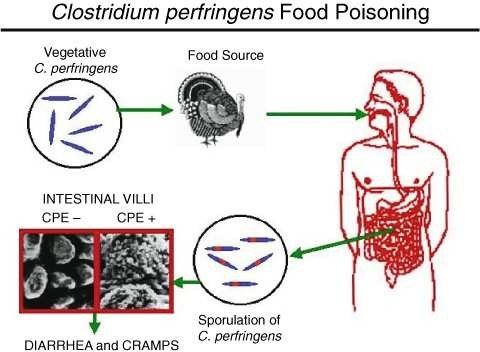 Clostridium perfringens Food Poisoning
Vegetative
C. perfringens
Food Source
INTESTINAL VILLI
CPE – CPE +
Sporulation of
C. perfringens
DIARRHEA and CRAMPS